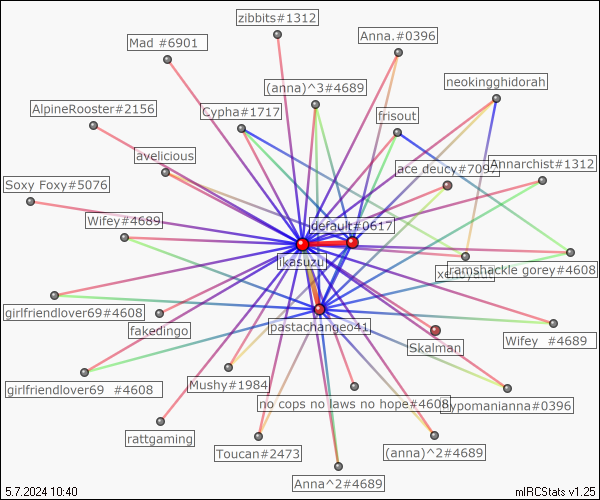 zibbits#1312
Anna.#0396
Mad #6901
neokingghidorah
(anna)^3#4689
AlpineRooster#2156
Cypha#1717
frisout
avelicious
ace deucy#7097
Annarchist#1312
Soxy Foxy#5076
Wifey#4689
default#0617
ikasuzu
ramshackle gorey#4608
girlfriendlover69#4608
fakedingo
pastachangeo41
Wifey #4689
Skalman
Mushy#1984
girlfriendlover69 #4608
no cops no laws no hope#4608
hypomanianna#0396
rattgaming
Toucan#2473
(anna)^2#4689
Anna^2#4689
5.7.2024 10:40
mIRCStats v1.25